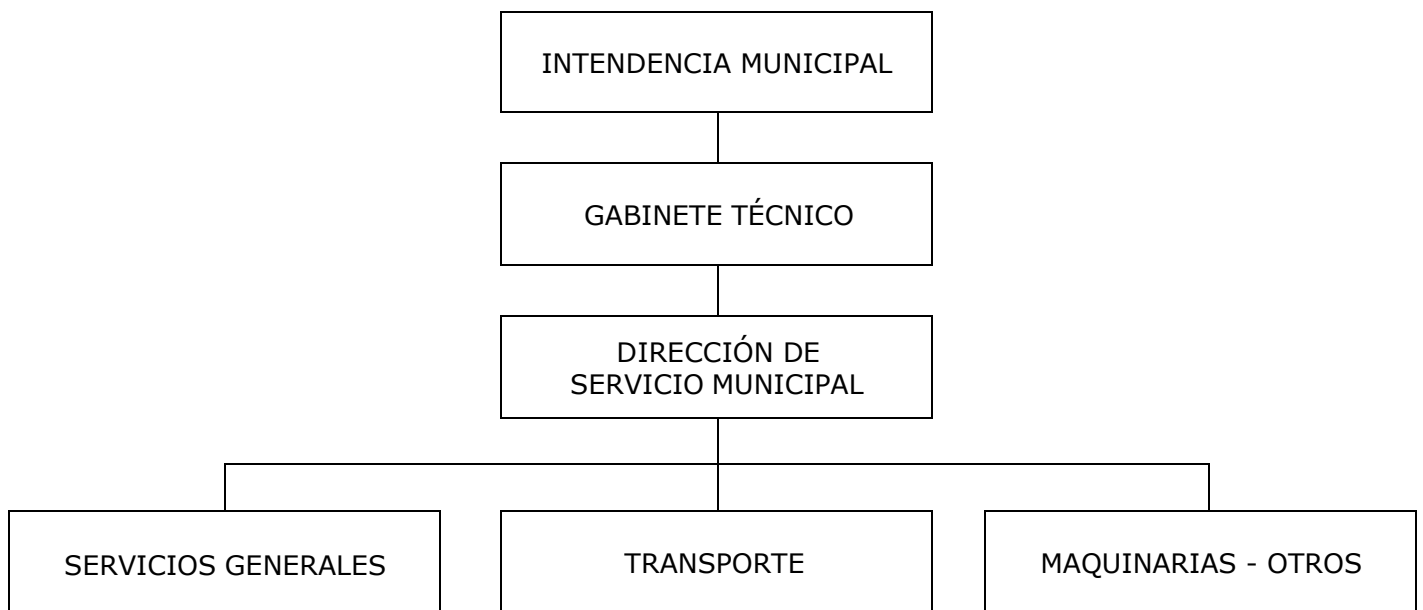 INTENDENCIA MUNICIPAL
GABINETE TÉCNICO
DIRECCIÓN DE
SERVICIO MUNICIPAL
SERVICIOS GENERALES
TRANSPORTE
MAQUINARIAS - OTROS